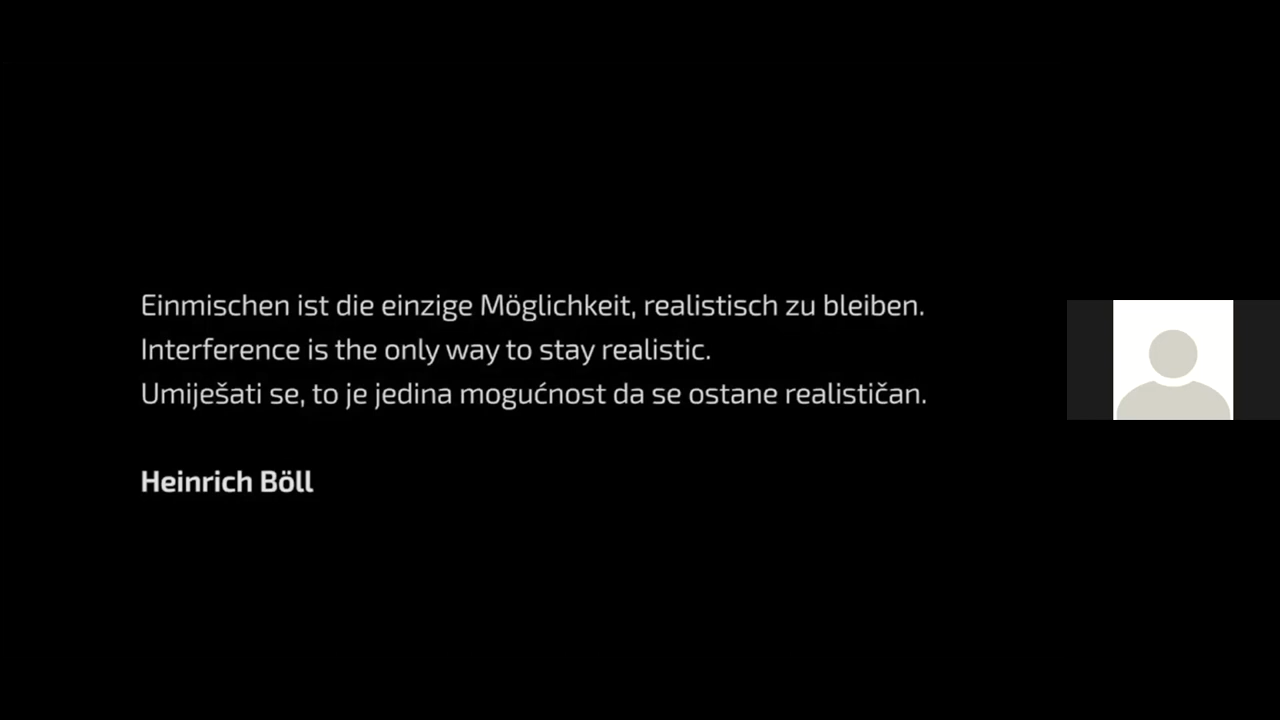 Einmischen ist die einzige Möglichkeit, realistisch zu bleiben.
Interference is the only way to stay realistic.
Umiješati se, to je jedina mogućnost da se ostane realističan.
Heinrich Böll